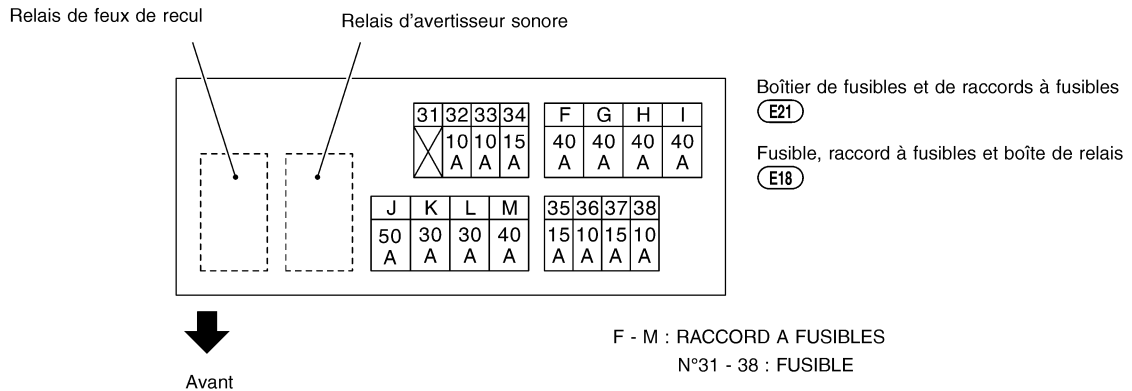 Relais de feux de recul
Relais d'avertisseur sonore
Boîtier de fusibles et de raccords à fusibles
E21
Fusible, raccord à fusibles et boîte de relais
E18
31 32 33 34
10 10 15
A A A
F G H I
40 40 40 40
A A A A
J K L M
50 30 30 40
A A A A
35 36 37 38
15 10 15 10
A A A A
Avant
F - M : RACCORD A FUSIBLES
N°31 - 38 : FUSIBLE